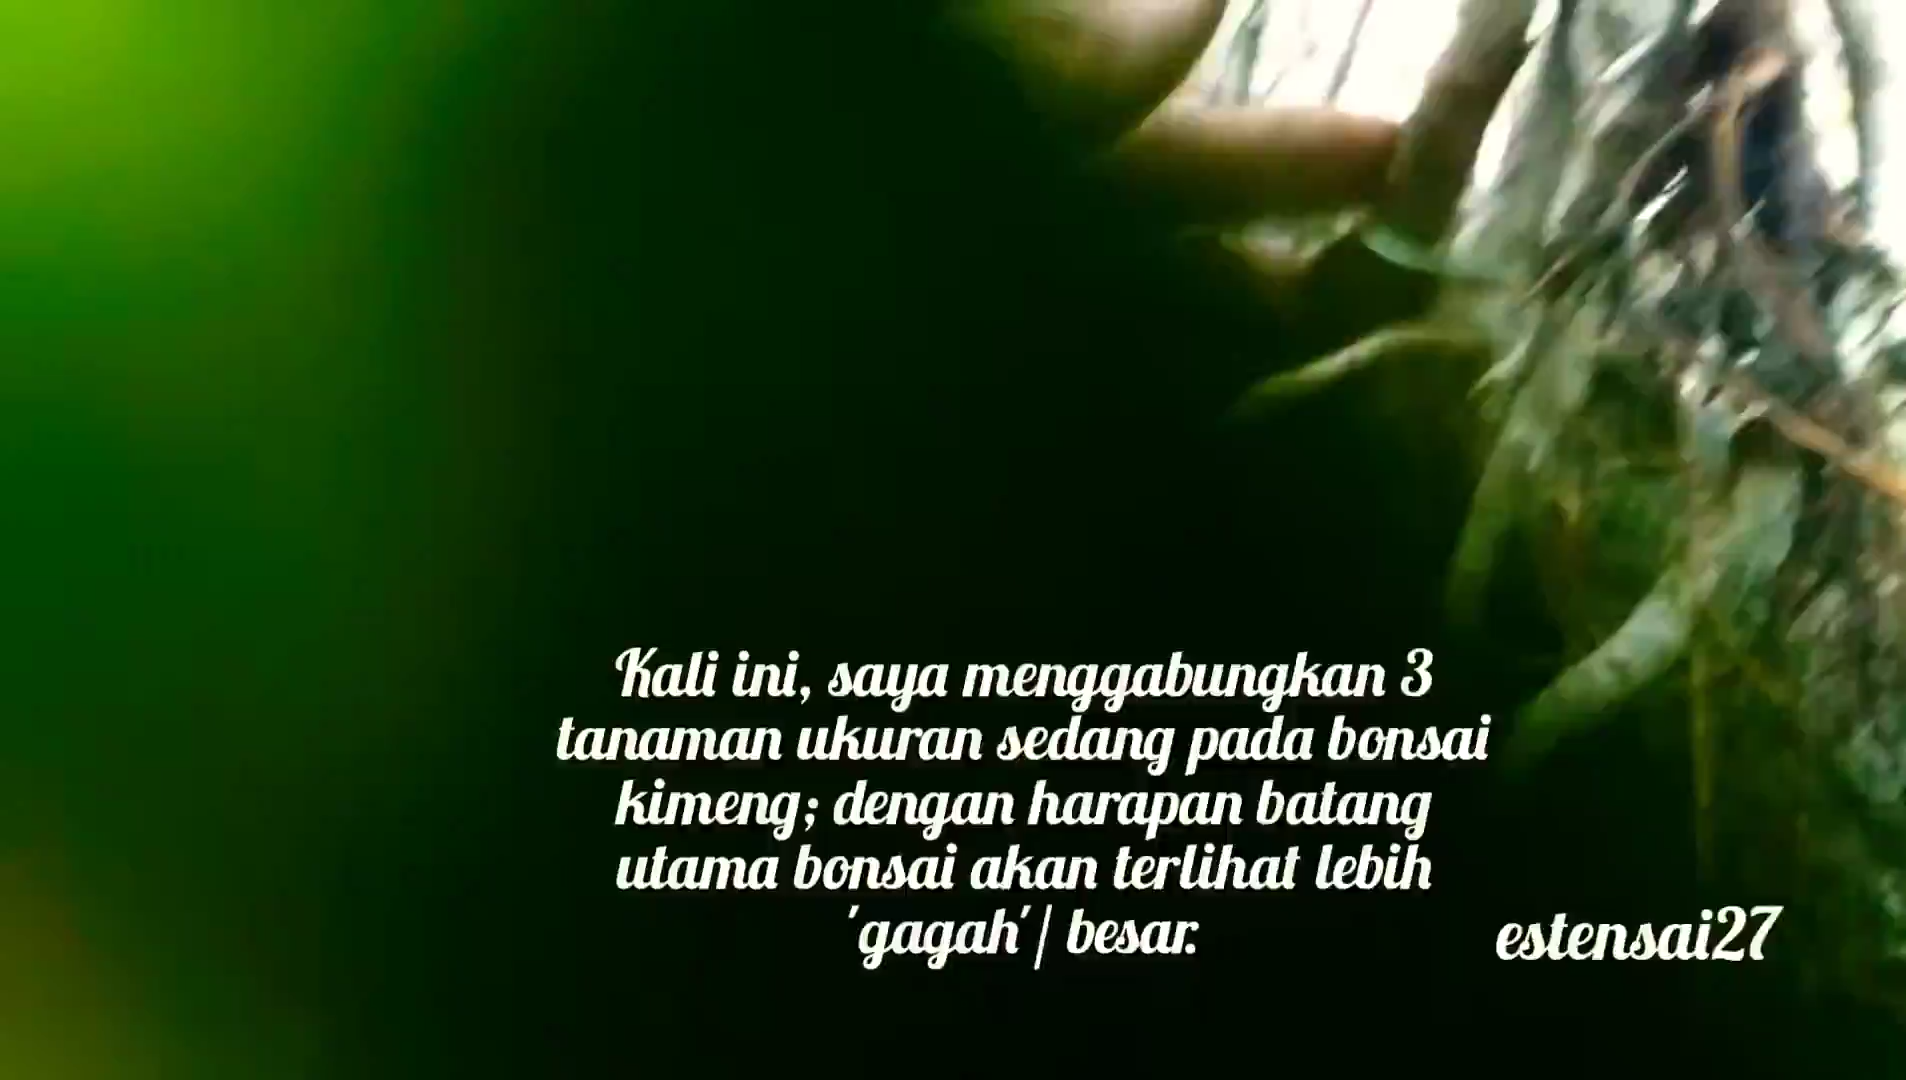 Kali ini, saya menggabungkan 3
tanaman ukuran sedang pada bonsai
kimeng; dengan harapan batang
utama bonsai akan terlihat lebih
'gagah'/ besar.
estensai27